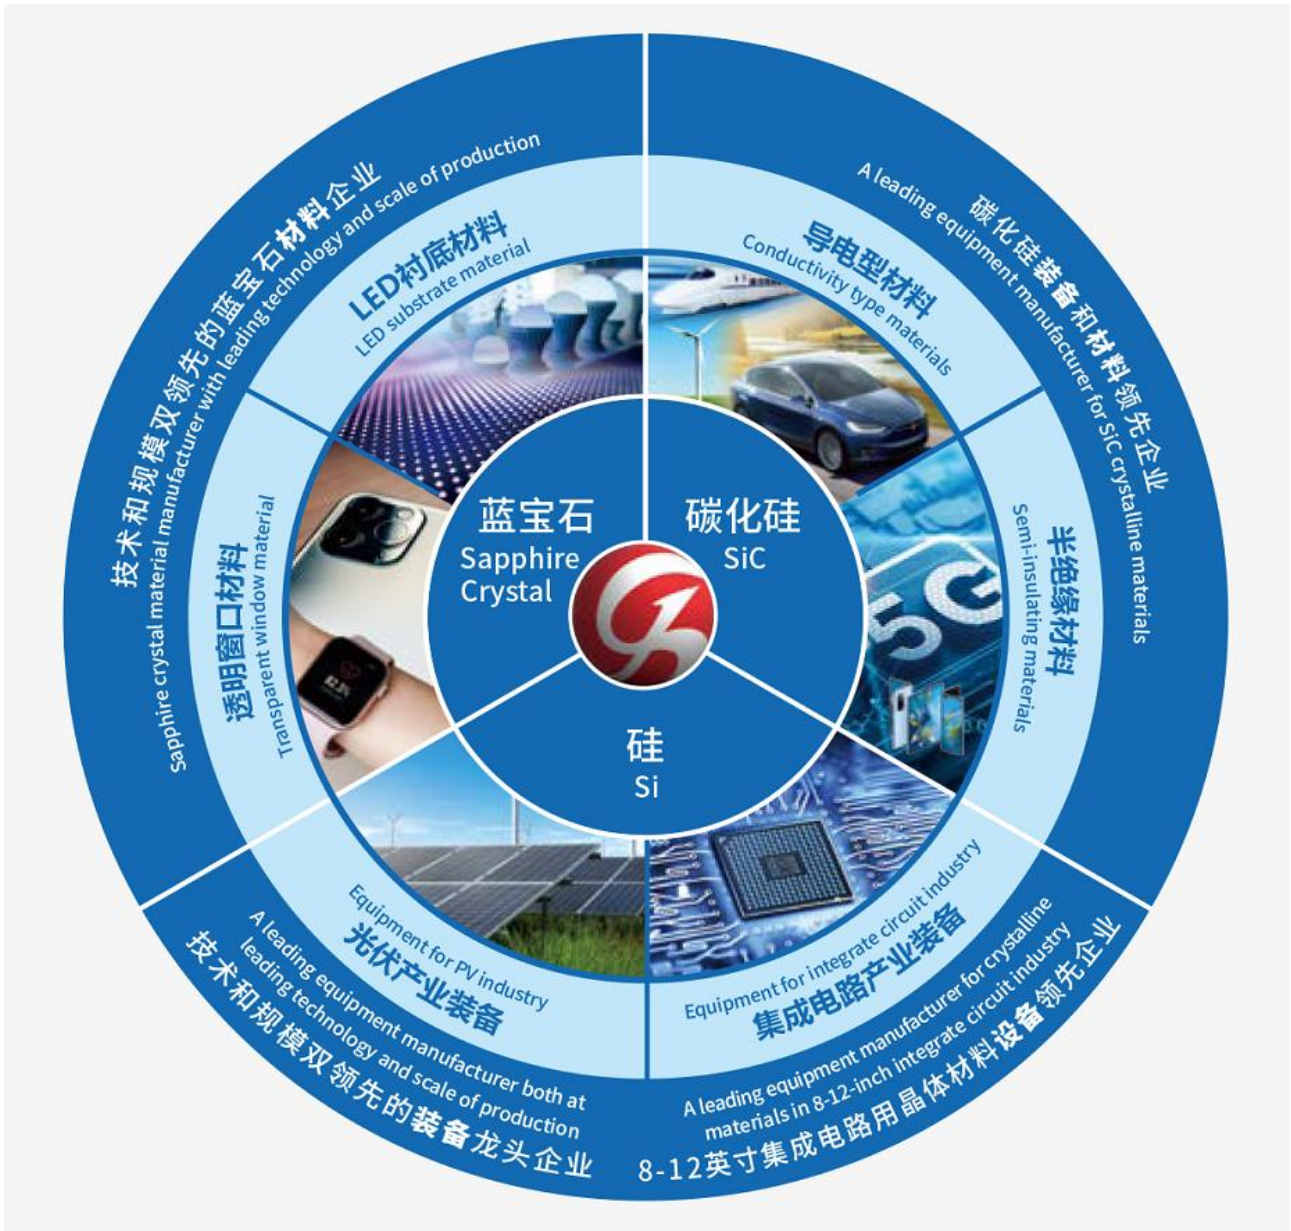 技术和规模双领先的蓝宝石材料企业
Sapphire crystal material manufacturer with leading technology and scale of production
LED衬底材料
LED substrate material
透明窗口材料
Transparent window material
蓝宝石
Sapphire
Crystal
碳化硅装备和材料领先企业
A leading equipment manufacturer for SiC crystalline materials
导电型材料
Conductivity type materials
半绝缘材料
Semi-insulating materials
5G
碳化硅
SiC
硅
Si
Equipment for PV industry
光伏产业装备
A leading equipment manufacturer both at
leading technology and scale of production
技术和规模双领先的装备龙头企业
Equipment for integrate circuit industry
集成电路产业装备
A leading equipment manufacturer for crystalline
materials in 8-12-inch integrate circuit industry
8-12英寸集成电路用晶体材料设备领先企业